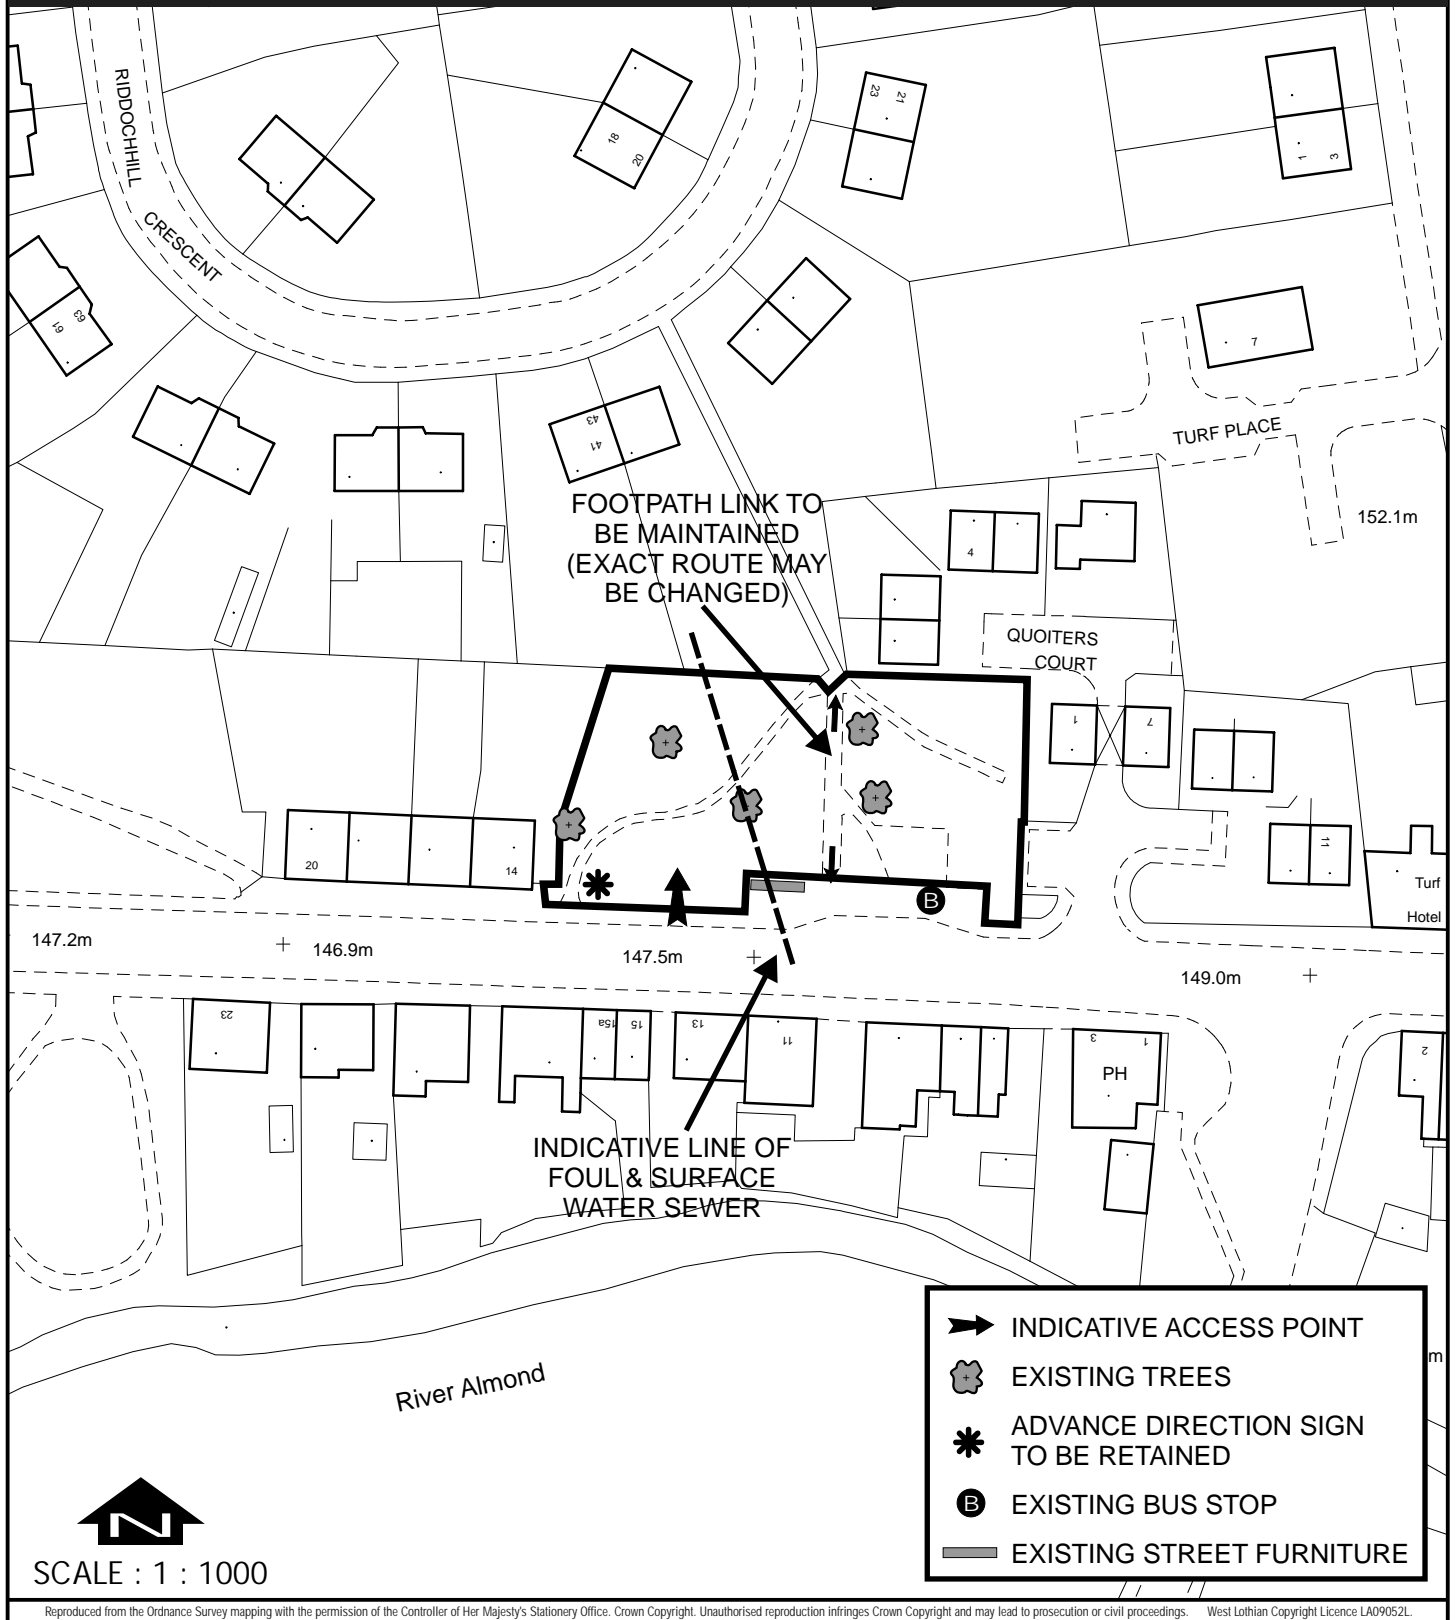 RIDDOCHHILL
CRESCENT
18
20
23
21
1
3
63
61
7
TURF PLACE
43
41
152.1m
FOOTPATH LINK TO
BE MAINTAINED
(EXACT ROUTE MAY
BE CHANGED)
4
QUOITERS
COURT
1
7
20
14
11
Turf
Hotel
B
147.2m
146.9m
147.5m
149.0m
23
15a
15
13
11
3
1
PH
2
INDICATIVE LINE OF
FOUL & SURFACE
WATER SEWER
River Almond
INDICATIVE ACCESS POINT
EXISTING TREES
ADVANCE DIRECTION SIGN
TO BE RETAINED
B EXISTING BUS STOP
EXISTING STREET FURNITURE
m
N
SCALE : 1 : 1000
Reproduced from the Ordnance Survey mapping with the permission of the Controller of Her Majesty's Stationery Office. Crown Copyright. Unauthorised reproduction infringes Crown Copyright and may lead to prosecution or civil proceedings. West Lothian Copyright Licence LA09052L.